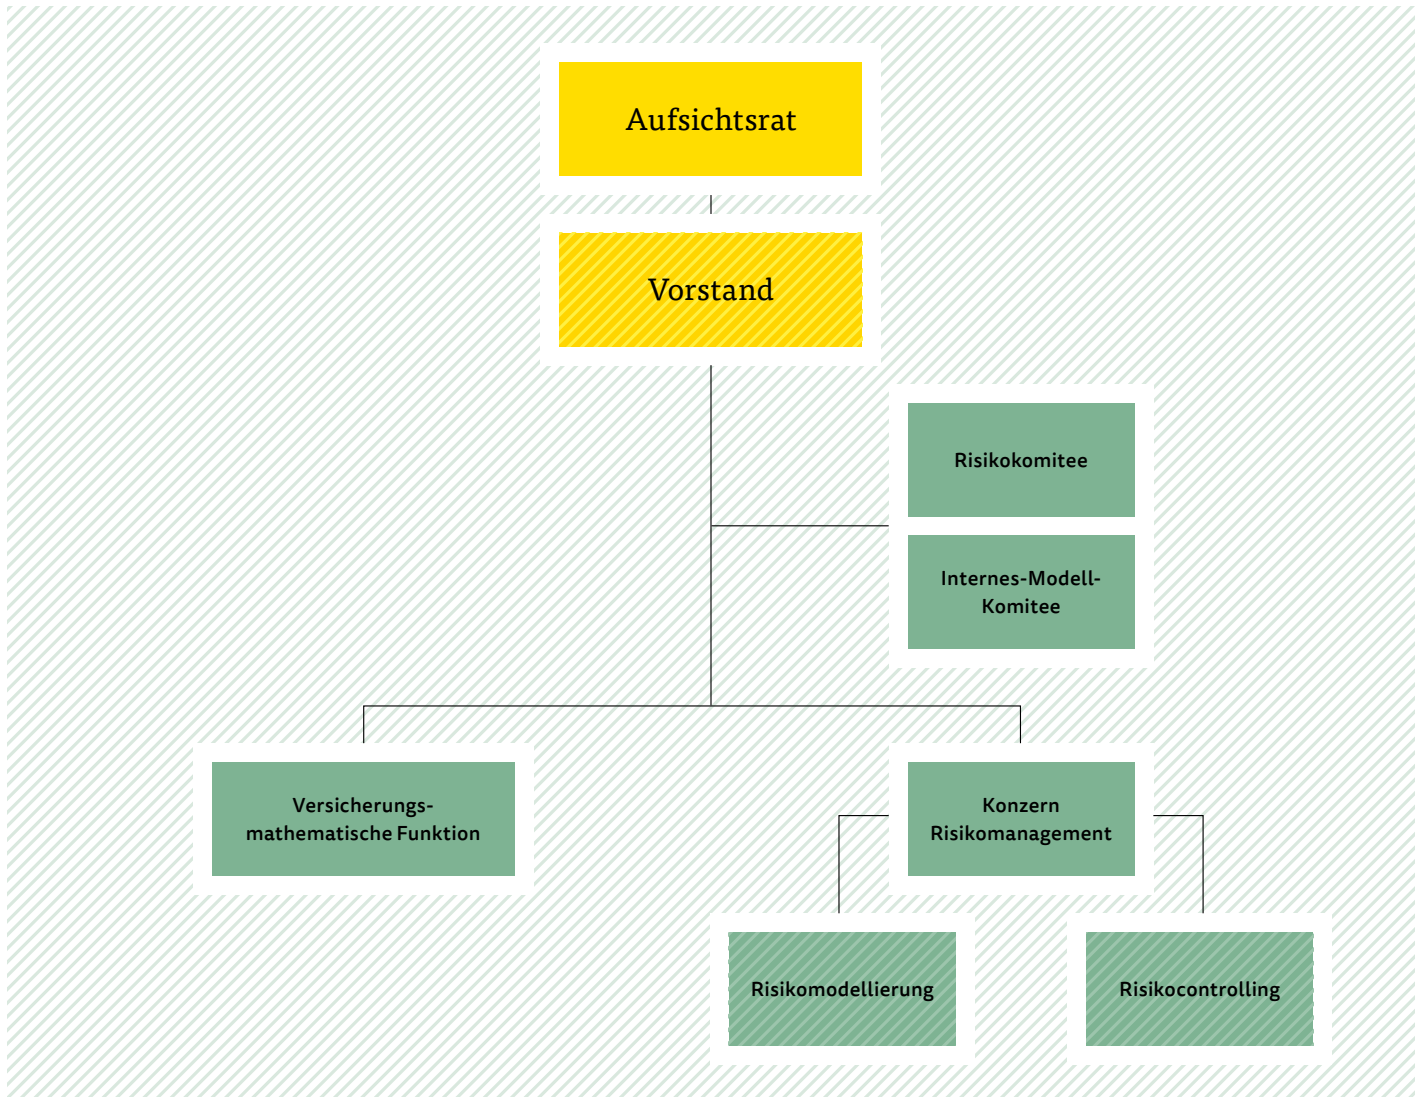 Aufsichtsrat
Vorstand
Risikokomitee
Internes-Modell-
Komitee
Versicherungs-
mathematische Funktion
Konzern
Risikomanagement
Risikomodellierung
Risikocontrolling